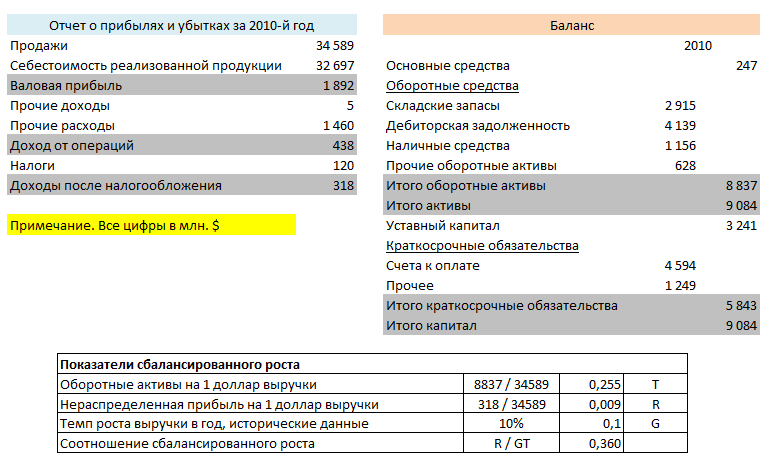 Отчет о прибылях и убытках за 2010-й год
Продажи 34 589
Себестоимость реализованной продукции 32 697
Валовая прибыль 1 892
Прочие доходы 5
Прочие расходы 1 460
Доход от операций 438
Налоги 120
Доходы после налогообложения 318
Примечание. Все цифры в млн. $
Баланс
2010
Основные средства 247
Оборотные средства
Складские запасы 2 915
Дебиторская задолженность 4 139
Наличные средства 1 156
Прочие оборотные активы 628
Итого оборотные активы 8 837
Итого активы 9 084
Уставный капитал 3 241
Краткосрочные обязательства
Счета к оплате 4 594
Прочее 1 249
Итого краткосрочные обязательства 5 843
Итого капитал 9 084
Показатели сбалансированного роста
Оборотные активы на 1 доллар выручки 8837 / 34589 0,255 T
Нераспределенная прибыль на 1 доллар выручки 318 / 34589 0,009 R
Темп роста выручки в год, исторические данные 10% 0,1 G
Соотношение сбалансированного роста R / GT 0,360